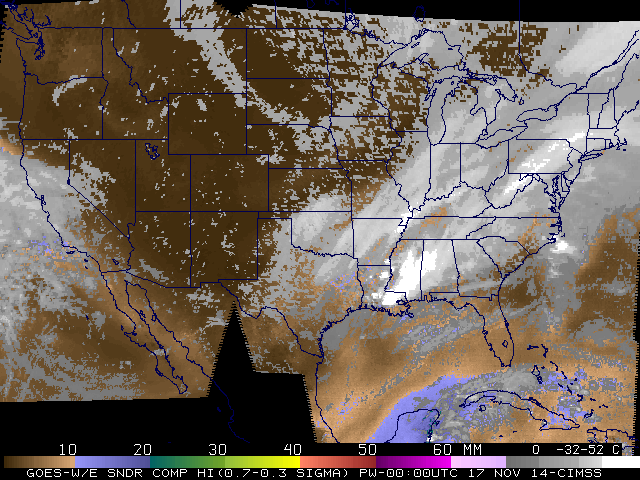 10 20 30 40 50 60 MM 0 -32-52 C
GOES-W/E SNDR COMP HI(0.7-0.3 SIGMA) PW-00:00UTC 17 NOV 14-CIMSS